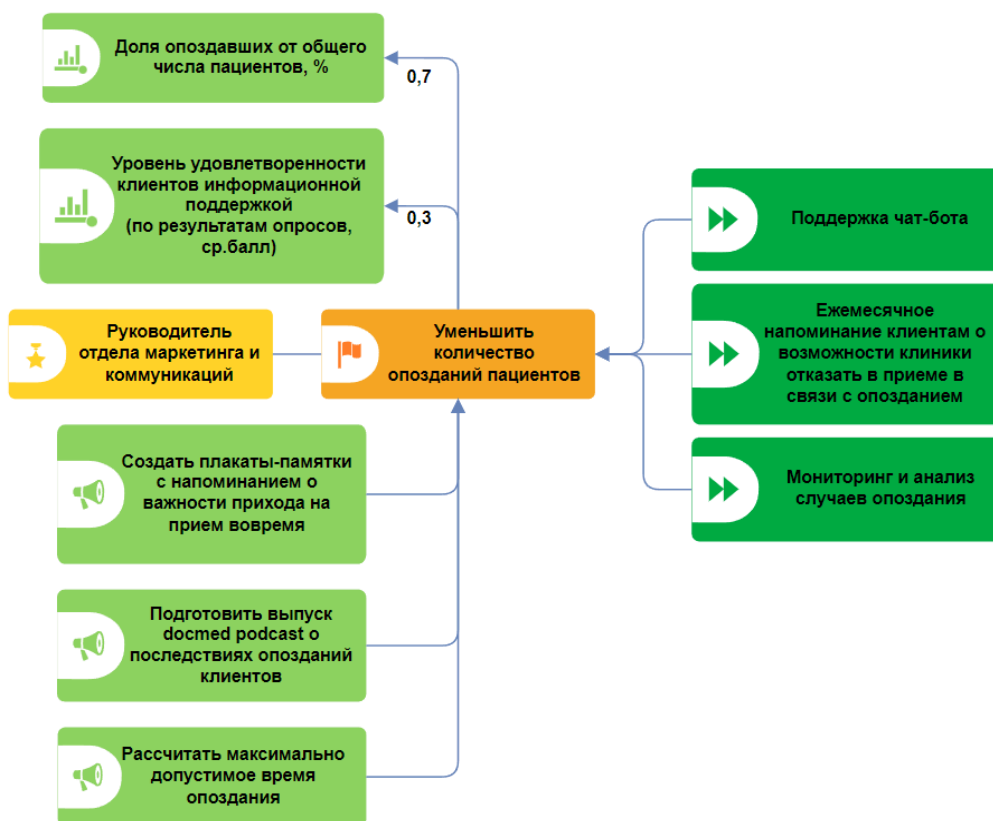 Доля опоздавших от общего
числа пациентов, %
0,7
Уровень удовлетворенности
клиентов информационной
поддержкой
(по результатам опросов,
ср.балл)
0,3
Руководитель
отдела маркетинга и
коммуникаций
Уменьшить
количество
опозданий пациентов
Создать плакаты-памятки
с напоминанием о
важности прихода на
прием вовремя
Подготовить выпуск
docmed podcast о
последствиях опозданий
клиентов
Рассчитать максимально
допустимое время
опоздания
Поддержка чат-бота
Ежемесячное
напоминание клиентам о
возможности клиники
отказать в приеме в
связи с опозданием
Мониторинг и анализ
случаев опоздания